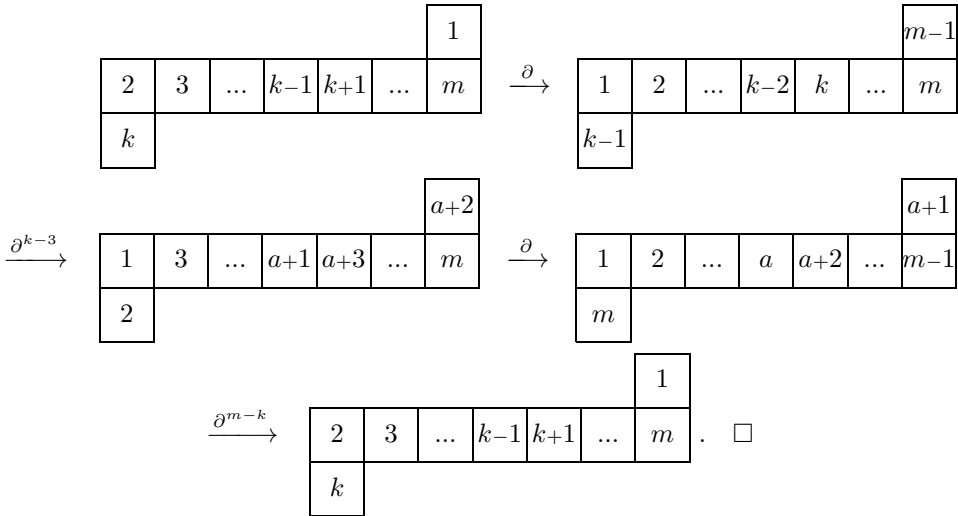 1 m−1
2 3 ... k−1 k+1 ... m ∂ 1 2 ... k−2 k ... m
k k−1
a+2 a+1
∂^{k−3} 1 3 ... a+1 a+3 ... m ∂ 1 2 ... a a+2 ... m−1
2 m
1
∂^{m−k} 2 3 ... k−1 k+1 ... m . □
k